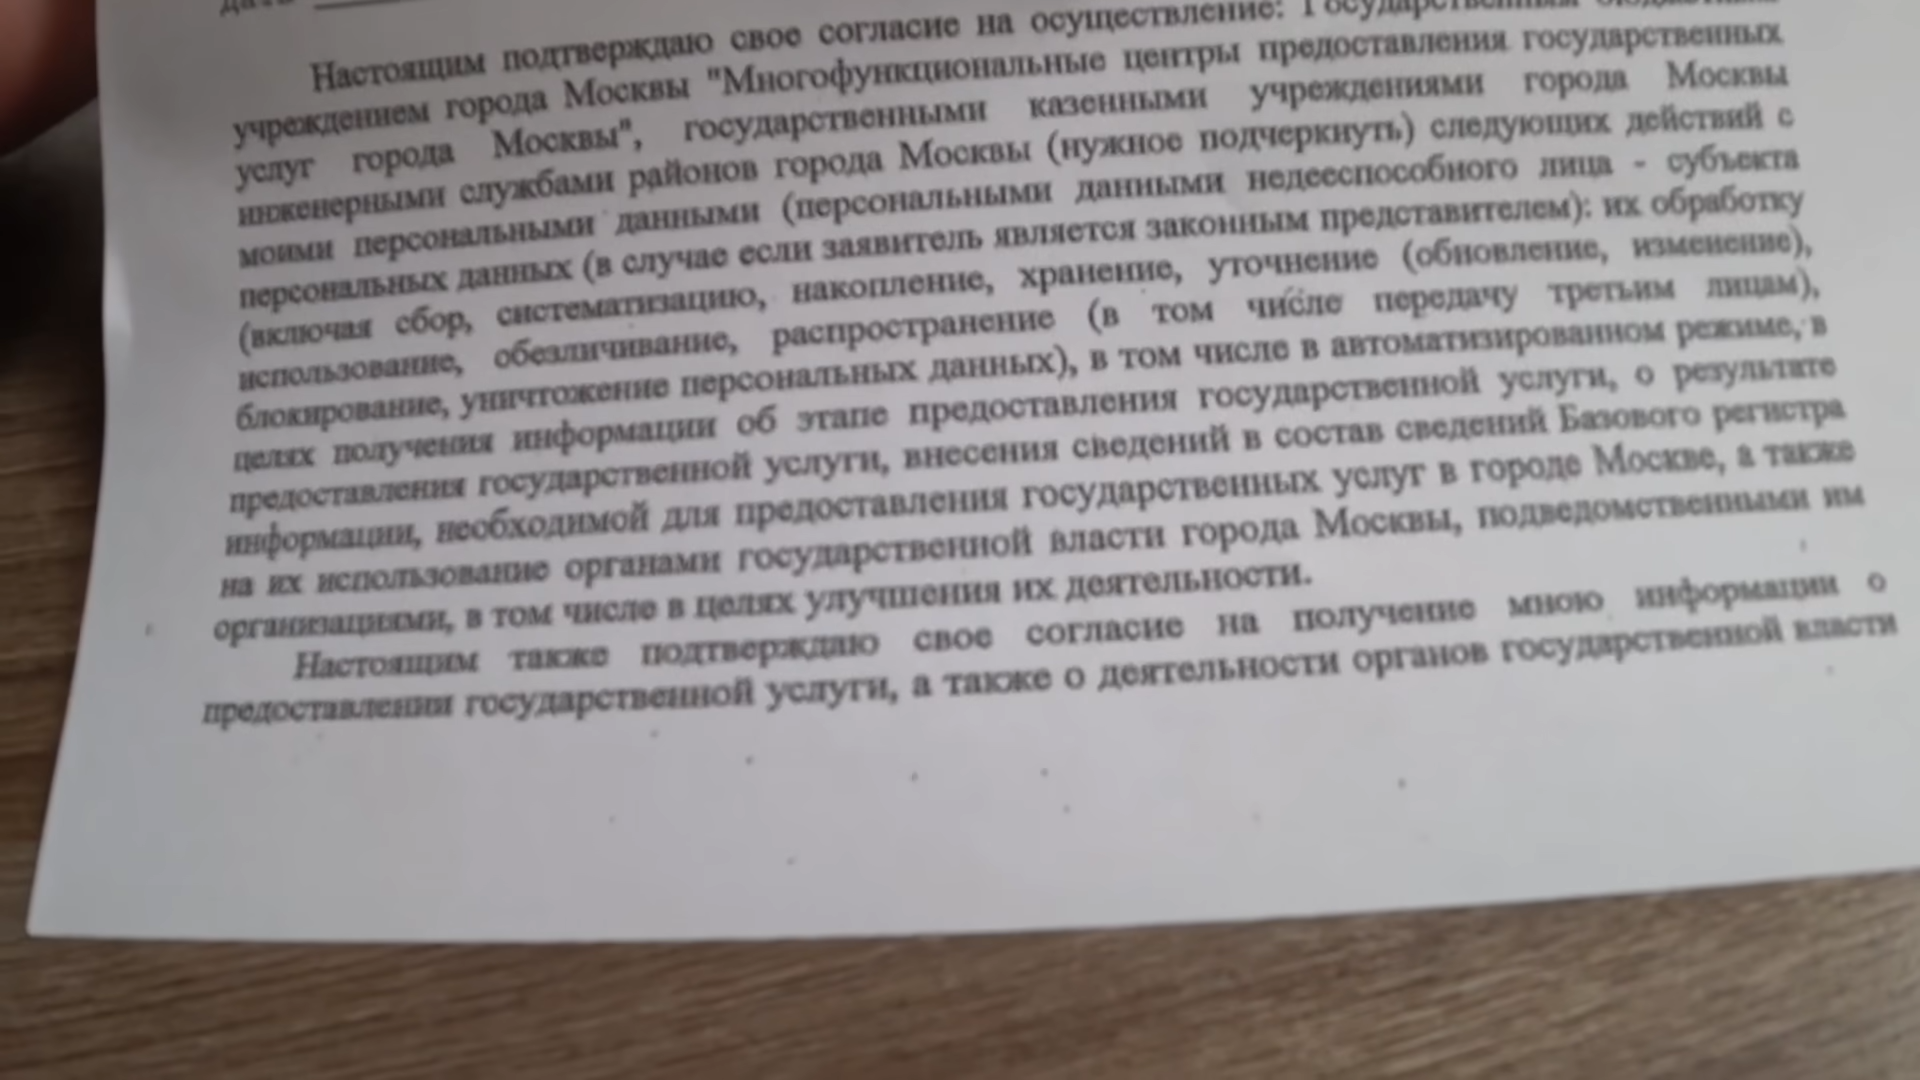 дата
Настоящим подтверждаю свое согласие на осуществление: Государственным бюджетным
учреждением города Москвы "Многофункциональные центры предоставления государственных
услуг города Москвы", государственными казенными учреждениями города Москвы
инженерными службами районов города Москвы (нужное подчеркнуть) следующих действий с
моими персональными данными (персональными данными недееспособного лица - субъекта
персональных данных (в случае если заявитель является законным представителем): их обработку
(включая сбор, систематизацию, накопление, хранение, уточнение (обновление, изменение),
использование, обезличивание, распространение (в том числе передачу третьим лицам),
блокирование, уничтожение персональных данных), в том числе в автоматизированном режиме, в
целях получения информации об этапе предоставления государственной услуги, о результате
предоставления государственной услуги, внесения сведений в состав сведений Базового регистра
информации, необходимой для предоставления государственных услуг в городе Москве, а также
на их использование органами государственной власти города Москвы, подведомственными им
организациями, в том числе в целях улучшения их деятельности.
Настоящим также подтверждаю свое согласие на получение мною информации о
предоставлении государственной услуги, а также о деятельности органов государственной власти